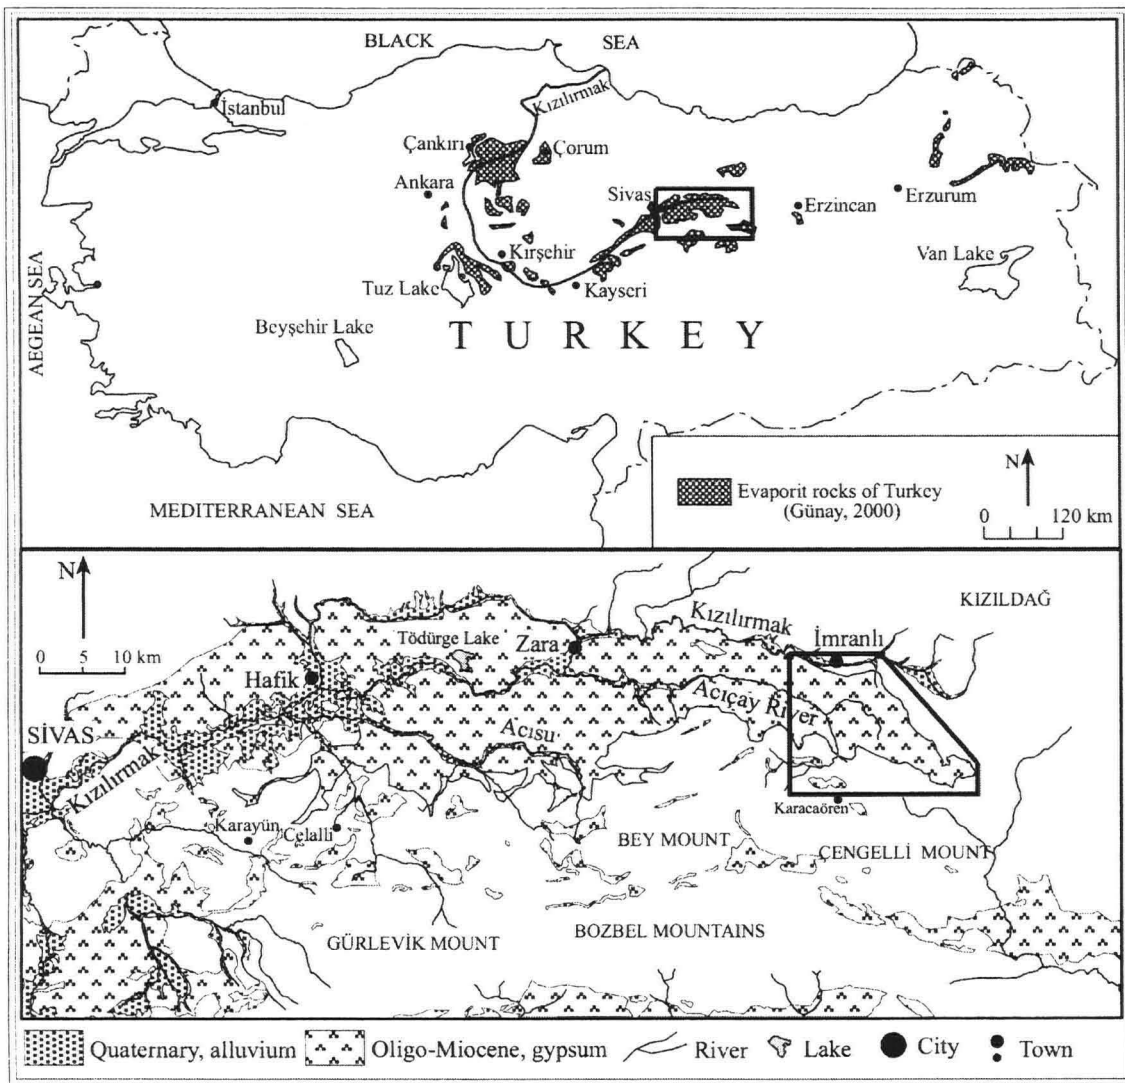 BLACK SEA
Kızılırmak
İstanbul
Çankırı
Çorum
Ankara
Sivas
Erzincan
Erzurum
Kırşehir
Van Lake
Tuz Lake
Kayseri
AEGEAN SEA
Beyşehir Lake
TURKEY
N
Evaporit rocks of Turkey
(Günay, 2000)
0 120 km
MEDITERRANEAN SEA
N
0 5 10 km
KIZILDAĞ
Kızılırmak
İmranlı
Tödürge Lake
Zara
Hafik
Acıçay River
SİVAS
Acısu
Kızılırmak
Karacaören
Karayün
Celalli
BEY MOUNT
ÇENGELLİ MOUNT
GÜRLEVİK MOUNT
BOZBEL MOUNTAINS
Quaternary, alluvium
Oligo-Miocene, gypsum
River
Lake
City
Town